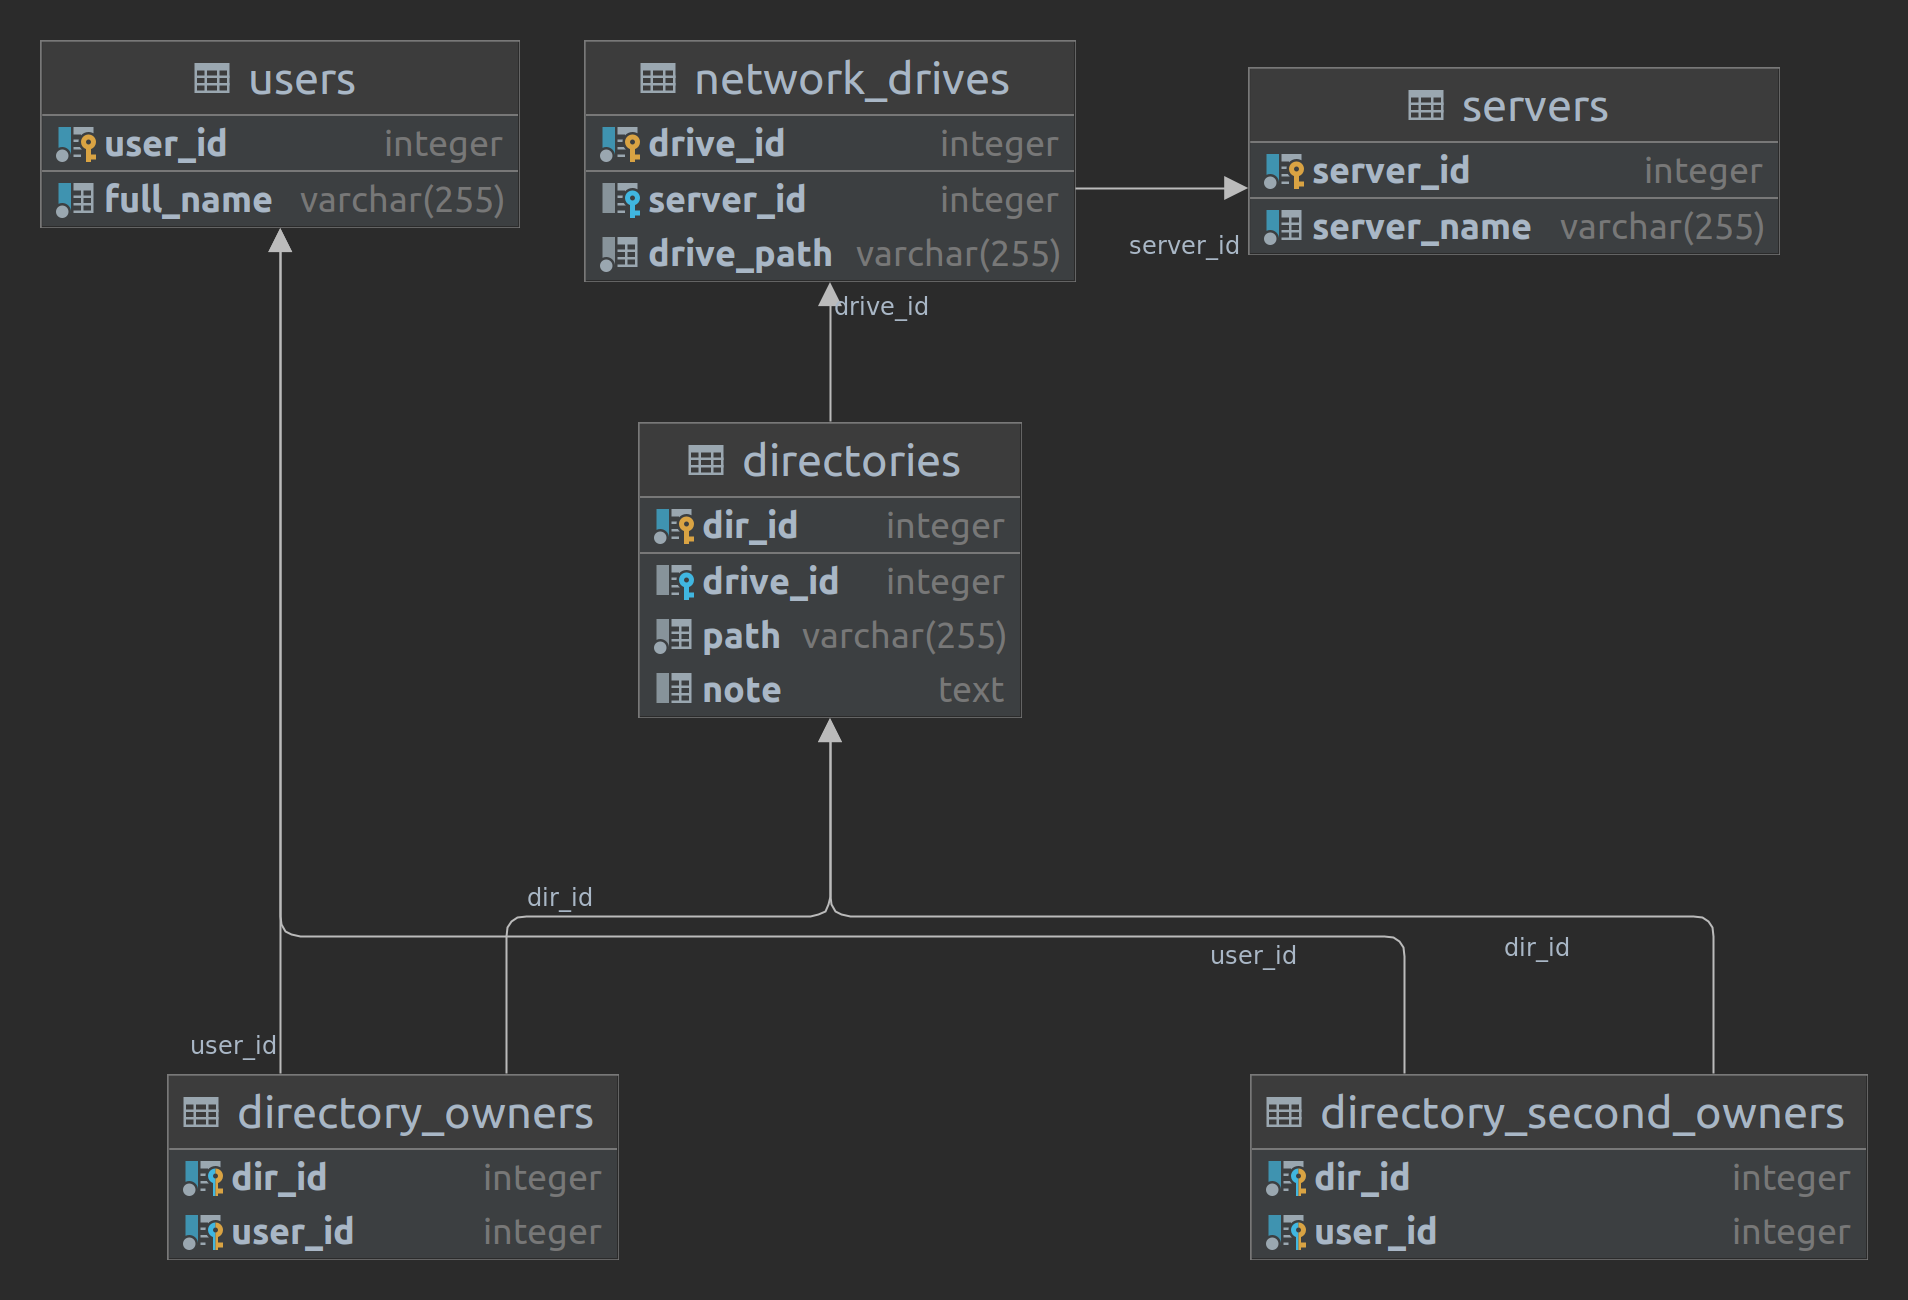 users
user_id integer
full_name varchar(255)
network_drives
drive_id integer
server_id integer
drive_path varchar(255)
servers
server_id integer
server_name varchar(255)
server_id
drive_id
directories
dir_id integer
drive_id integer
path varchar(255)
note text
dir_id
user_id
dir_id
user_id
directory_owners
dir_id integer
user_id integer
directory_second_owners
dir_id integer
user_id integer